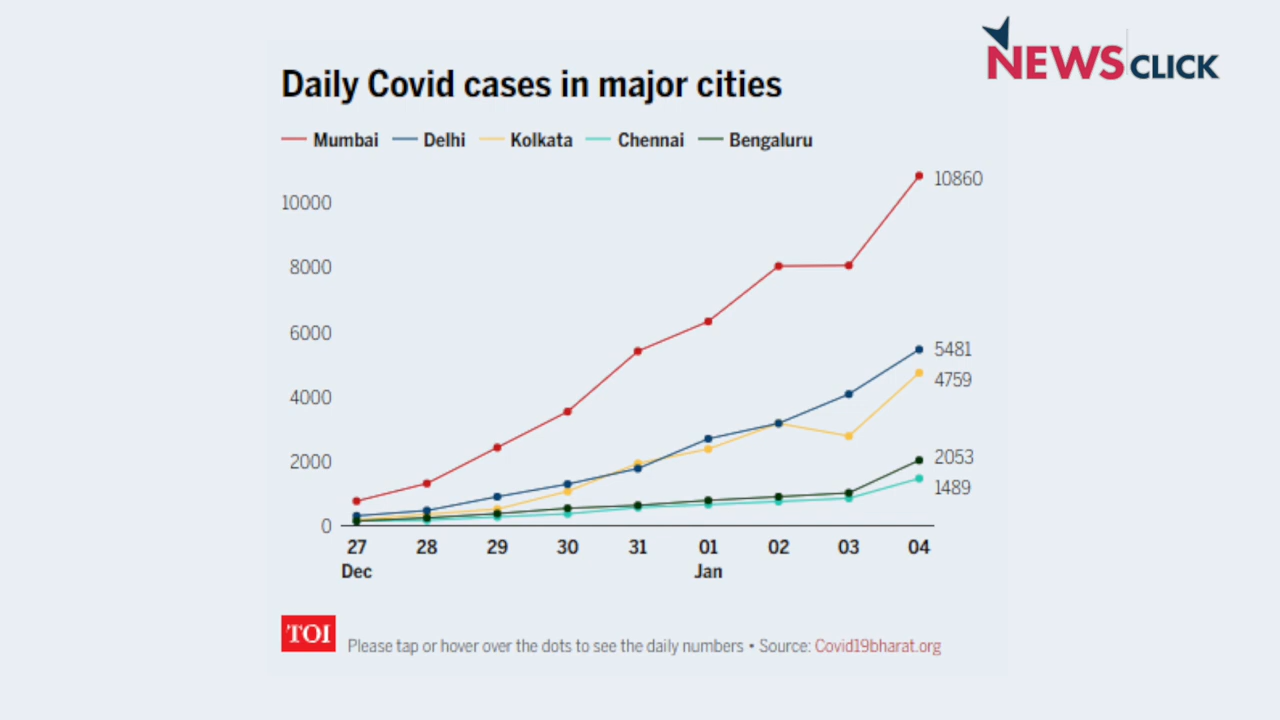 NEWSCLICK
Daily Covid cases in major cities
Mumbai Delhi Kolkata Chennai Bengaluru
10860
10000
8000
6000
5481
4759
4000
2000
2053
1489
0
27 28 29 30 31 01 02 03 04
Dec Jan
TOI Please tap or hover over the dots to see the daily numbers • Source: Covid19bharat.org